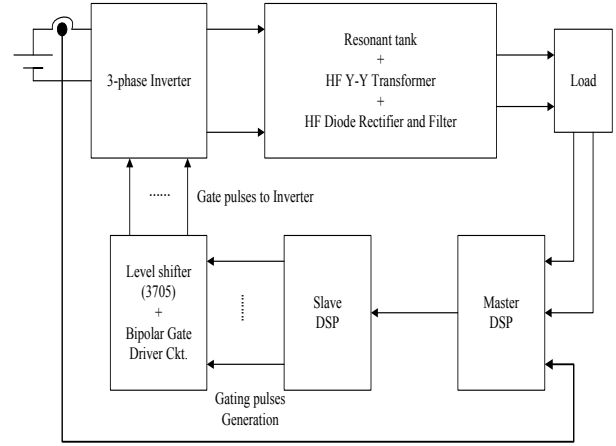 3-phase Inverter
Resonant tank
+
HF Y-Y Transformer
+
HF Diode Rectifier and Filter
Load
......
Gate pulses to Inverter
Level shifter
(3705)
+
Bipolar Gate
Driver Ckt.
Slave
DSP
Master
DSP
Gating pulses
Generation